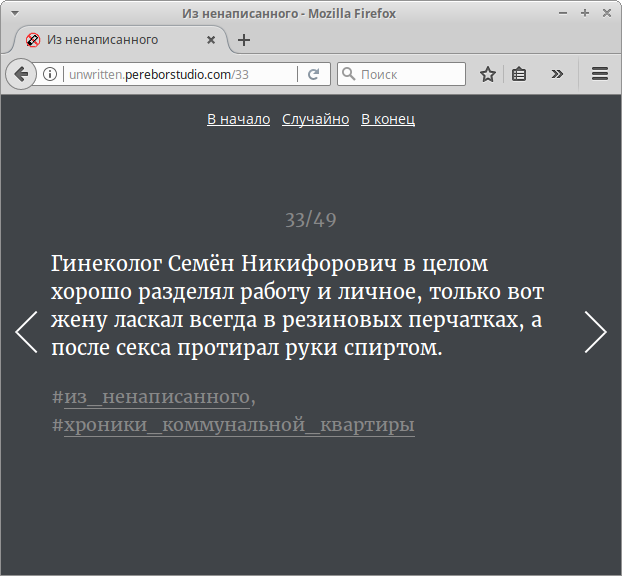 Из ненаписанного - Mozilla Firefox
Из ненаписанного
unwritten.pereborstudio.com/33
Поиск
В начало Случайно В конец
33/49
Гинеколог Семён Никифорович в целом
хорошо разделял работу и личное, только вот
жену ласкал всегда в резиновых перчатках, а
после секса протирал руки спиртом.
#из_ненаписанного,
#хроники_коммунальной_квартиры